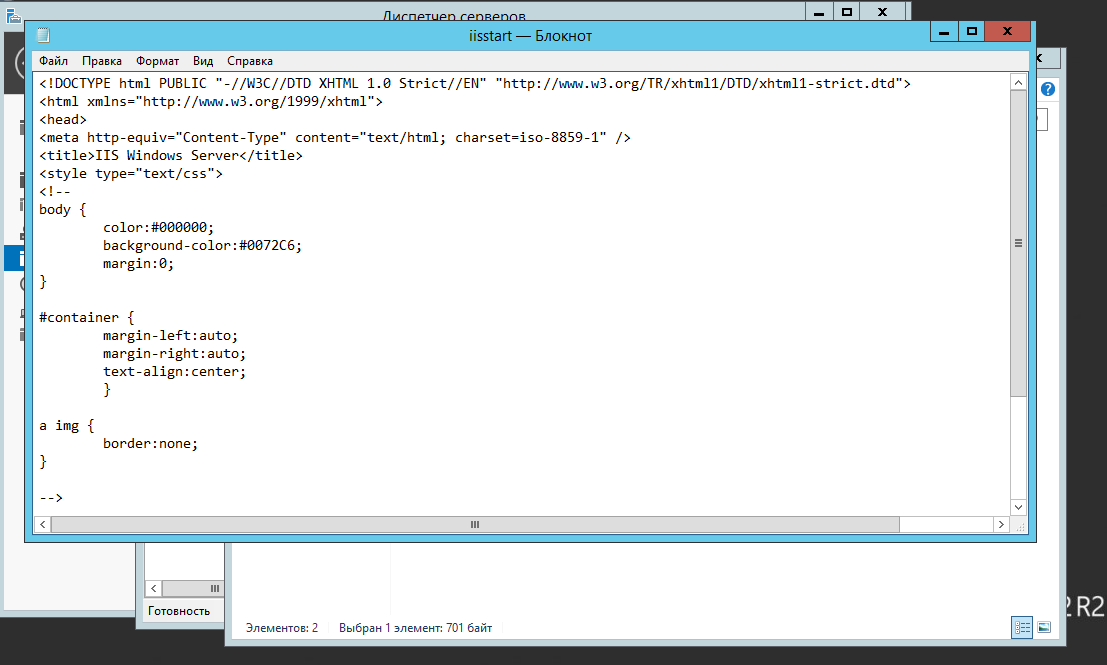 Диспетчер серверов
iisstart — Блокнот
Файл Правка Формат Вид Справка
<!DOCTYPE html PUBLIC "-//W3C//DTD XHTML 1.0 Strict//EN" "http://www.w3.org/TR/xhtml1/DTD/xhtml1-strict.dtd">
<html xmlns="http://www.w3.org/1999/xhtml">
<head>
<meta http-equiv="Content-Type" content="text/html; charset=iso-8859-1" />
<title>IIS Windows Server</title>
<style type="text/css">
<!--
body {
        color:#000000;
        background-color:#0072C6;
        margin:0;
}
#container {
        margin-left:auto;
        margin-right:auto;
        text-align:center;
        }
a img {
        border:none;
}
-->
Готовность
Элементов: 2 Выбран 1 элемент: 701 байт
2 R2